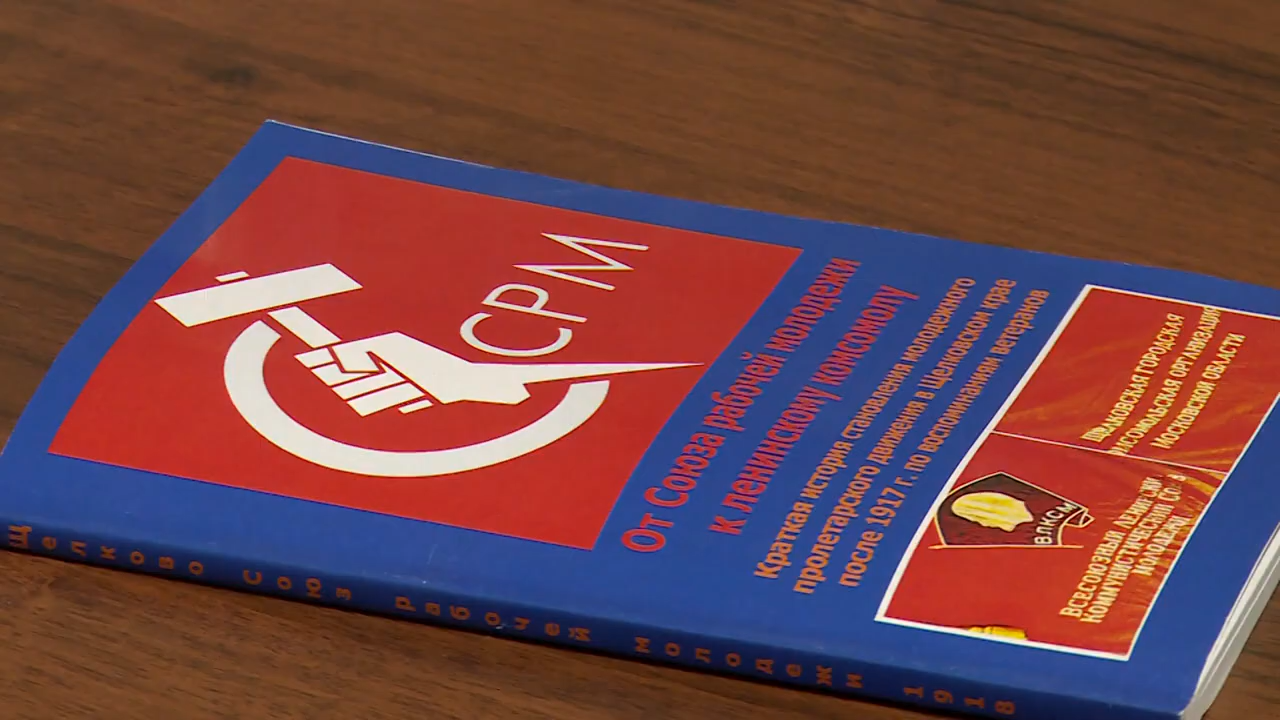 СРМ
От Союза рабочей молодежи
к ленинскому комсомолу
Краткая история становления молодежного
пролетарского движения в Щелковском крае
после 1917 г. по воспоминаниям ветеранов
Щелковская городская
комсомольская организация
Московской области
ВЛКСМ
Всесоюзный Ленинский
Коммунистический Союз
Молодежи
Щелково Союз рабочей молодежи 1918